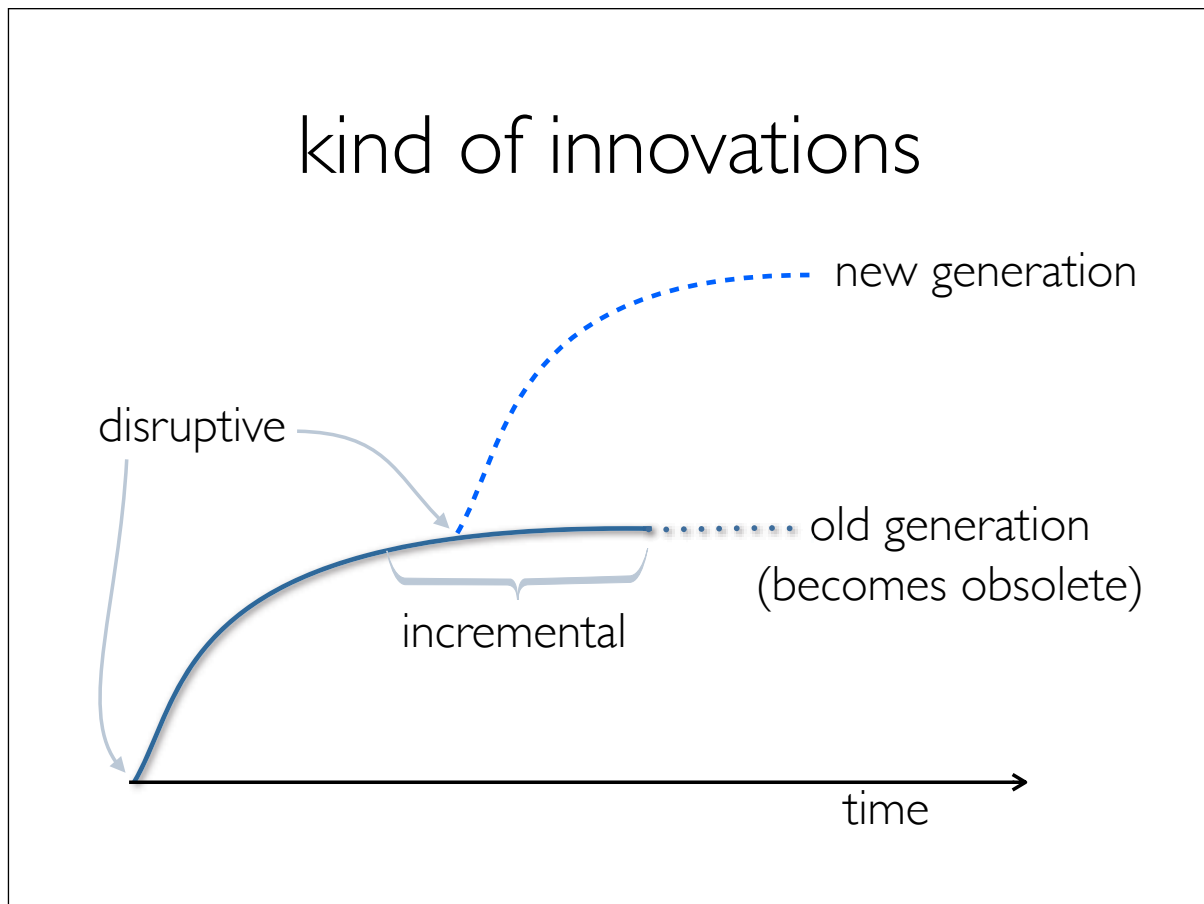 kind of innovations
new generation
disruptive
old generation
(becomes obsolete)
incremental
time